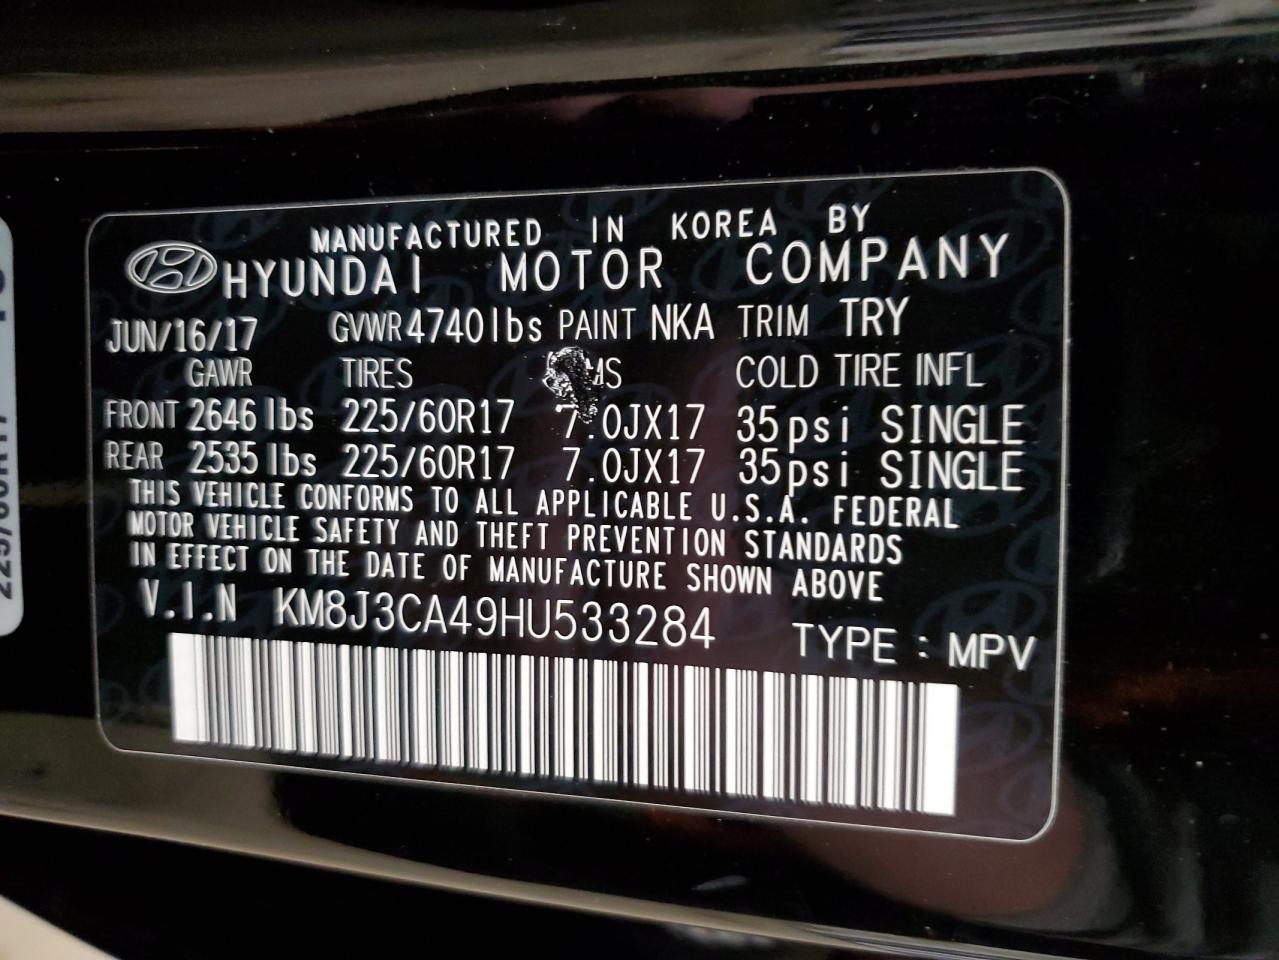 MANUFACTURED IN KOREA BY
HYUNDAI MOTOR COMPANY
JUN/16/17 GVWR 4740 lbs PAINT NKA TRIM TRY
GAWR TIRES COLD TIRE INFL
FRONT 2646 lbs 225/60R17 7.0JX17 35psi SINGLE
REAR 2535 lbs 225/60R17 7.0JX17 35psi SINGLE
THIS VEHICLE CONFORMS TO ALL APPLICABLE U.S.A. FEDERAL
MOTOR VEHICLE SAFETY AND THEFT PREVENTION STANDARDS
IN EFFECT ON THE DATE OF MANUFACTURE SHOWN ABOVE
V.I.N KM8J3CA49HU533284 TYPE : MPV